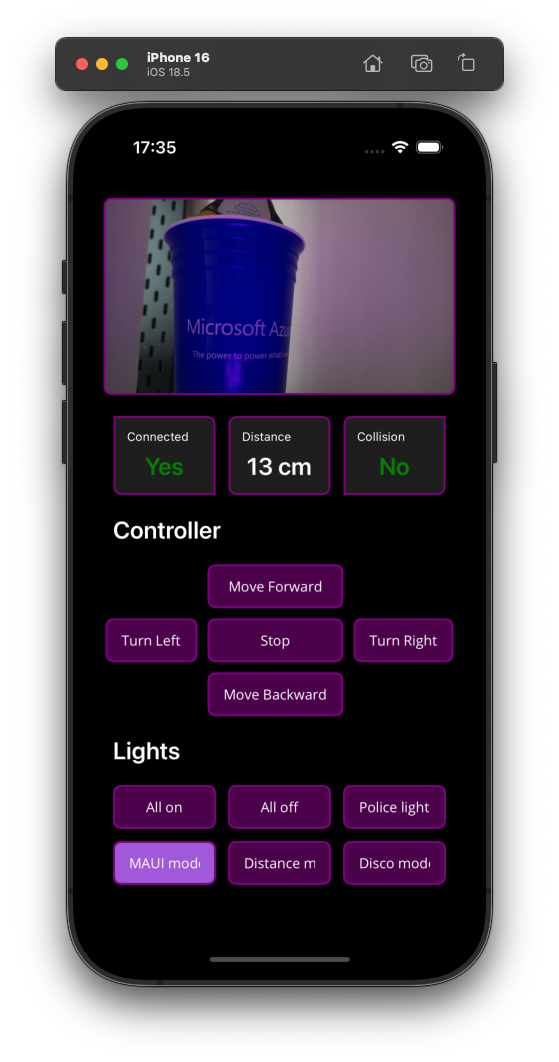 iPhone 16
iOS 18.5
17:35
Microsoft Azu
The power to power what's
Connected
Distance
Collision
Yes
13 cm
No
Controller
Move Forward
Turn Left
Stop
Turn Right
Move Backward
Lights
All on
All off
Police light
MAUI mod
Distance m
Disco mod